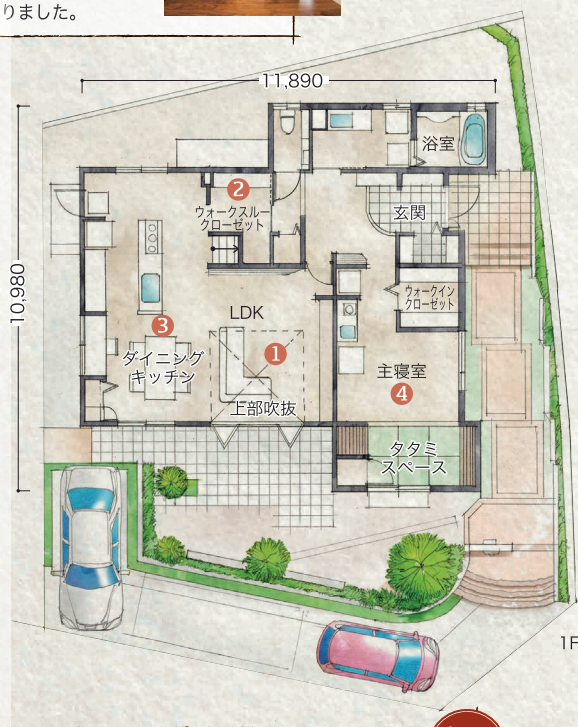 りました。
11,890
浴室
2
ウォークスルー
クローゼット
玄関
10,980
ウォークイン
クローゼット
LDK
3
1
ダイニング
キッチン
主寝室
4
上部吹抜
タタミ
スペース
1F